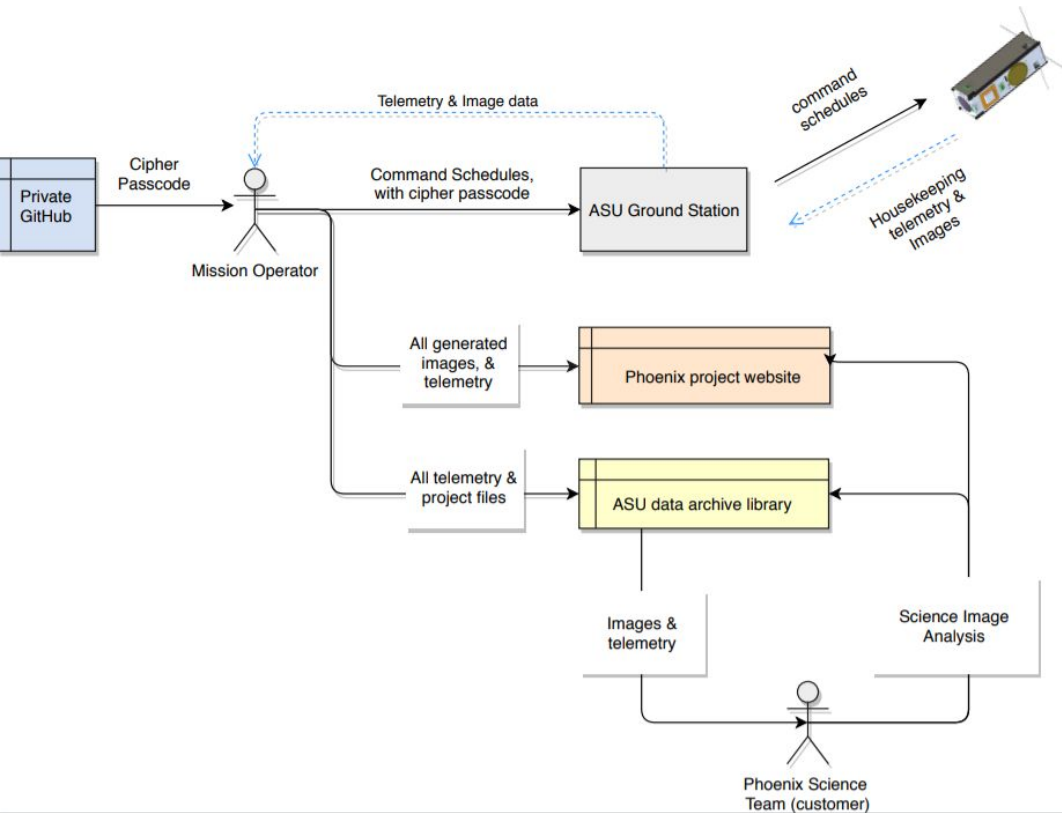 Telemetry & Image data
command
schedules
Cipher
Passcode
Private
GitHub
Command Schedules,
with cipher passcode
ASU Ground Station
Housekeeping
telemetry &
Images
Mission Operator
All generated
images, &
telemetry
Phoenix project website
All telemetry &
project files
ASU data archive library
Images &
telemetry
Science Image
Analysis
Phoenix Science
Team (customer)